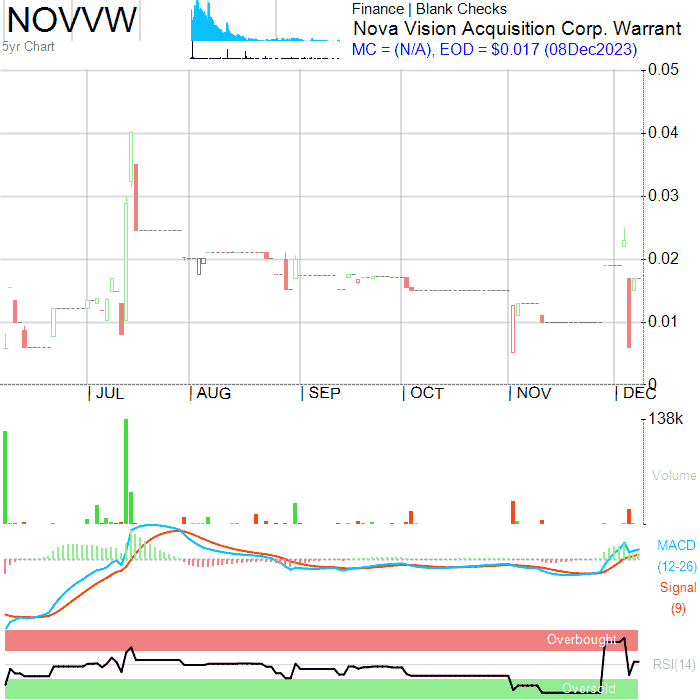 NOVVW
5yr Chart
Finance | Blank Checks
Nova Vision Acquisition Corp. Warrant
MC = (N/A), EOD = $0.017 (08Dec2023)
0.05
0.04
0.03
0.02
0.01
0
JUL
AUG
SEP
OCT
NOV
DEC
138k
Volume
MACD
(12-26)
Signal
(9)
Overbought
RSI(14)
Oversold